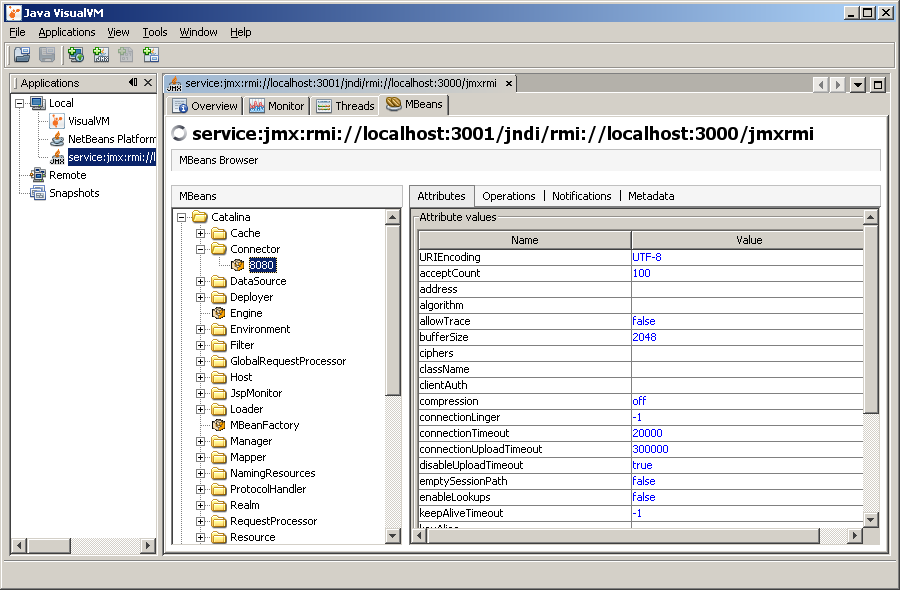 Java VisualVM
File Applications View Tools Window Help
Applications
Local
VisualVM
NetBeans Platform
service:jmx:rmi://l
Remote
Snapshots
service:jmx:rmi://localhost:3001/jndi/rmi://localhost:3000/jmxrmi
Overview Monitor Threads MBeans
service:jmx:rmi://localhost:3001/jndi/rmi://localhost:3000/jmxrmi
MBeans Browser
MBeans
Catalina
Cache
Connector
8080
DataSource
Deployer
Engine
Environment
Filter
GlobalRequestProcessor
Host
JspMonitor
Loader
MBeanFactory
Manager
Mapper
NamingResources
ProtocolHandler
Realm
RequestProcessor
Resource
Attributes Operations Notifications Metadata
Attribute values
Name Value
URIEncoding UTF-8
acceptCount 100
address
algorithm
allowTrace false
bufferSize 2048
ciphers
className
clientAuth
compression off
connectionLinger -1
connectionTimeout 20000
connectionUploadTimeout 300000
disableUploadTimeout true
emptySessionPath false
enableLookups false
keepAliveTimeout -1